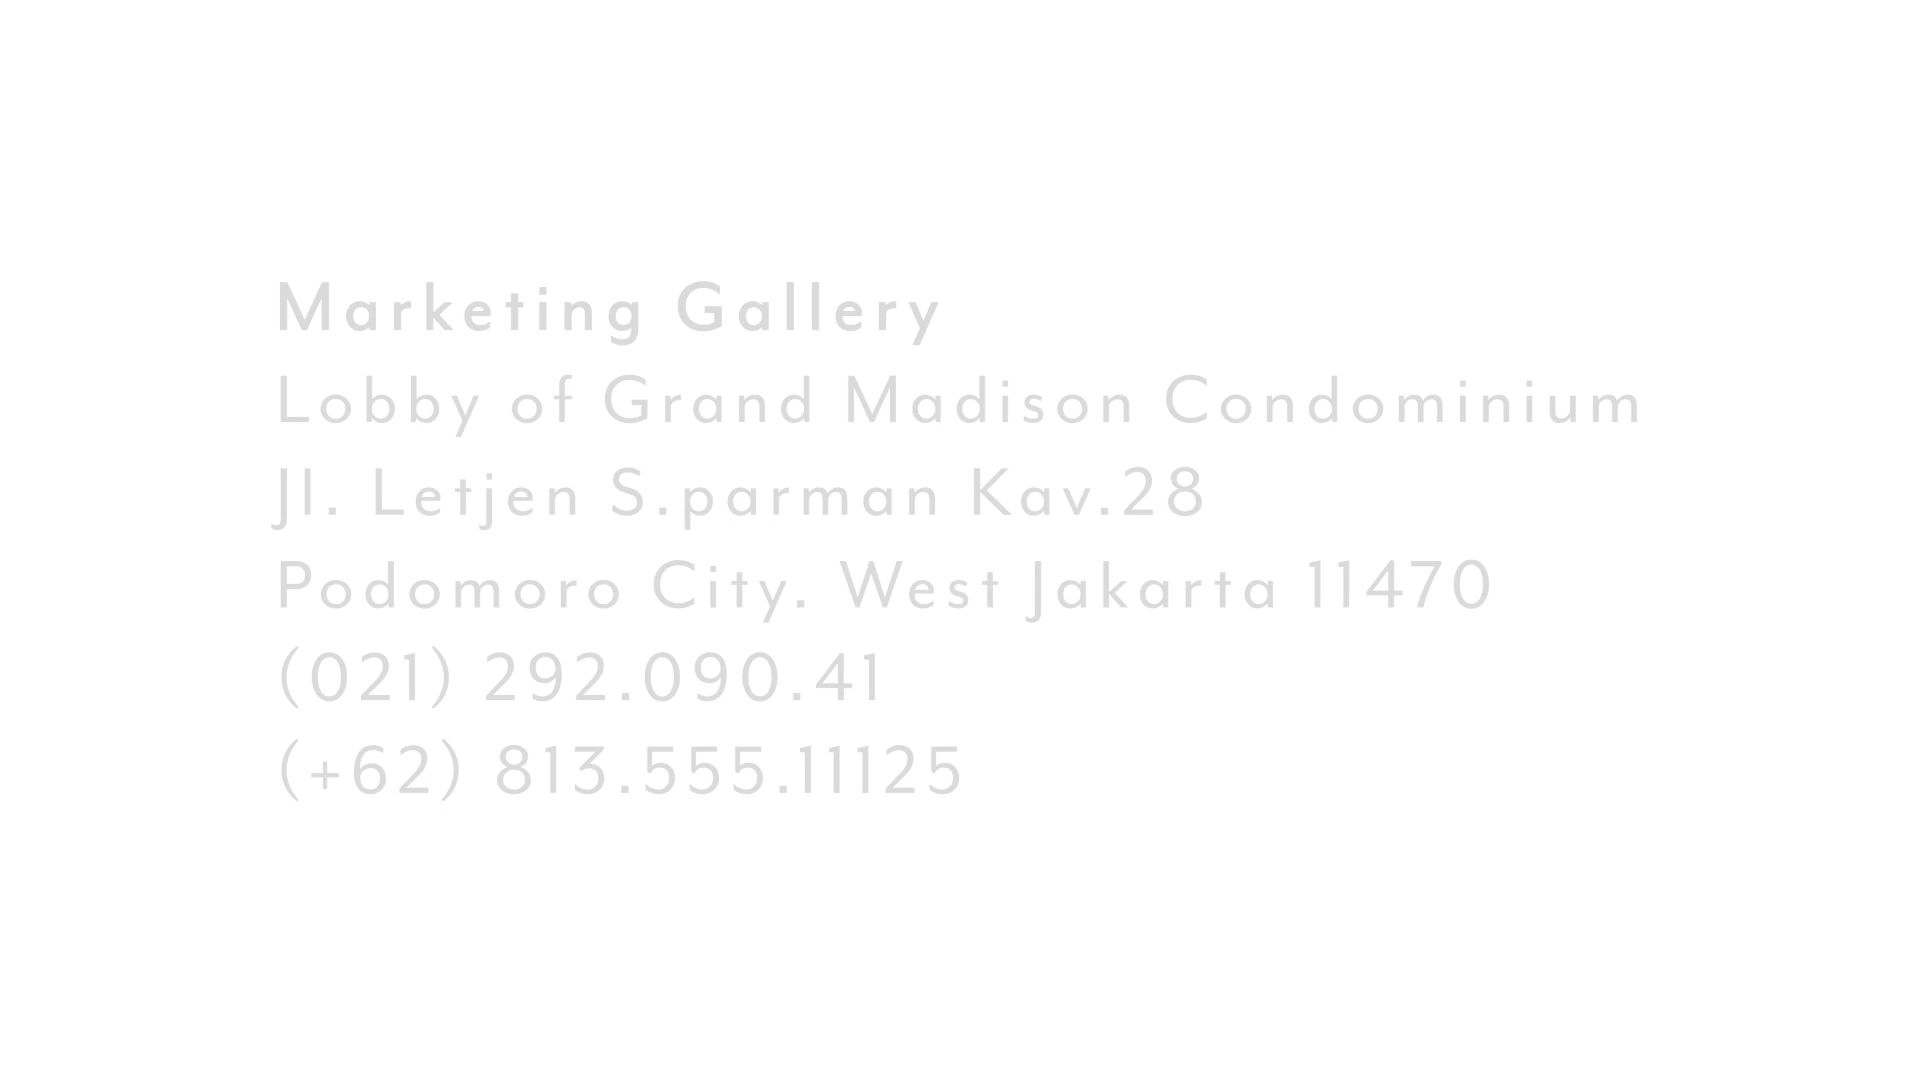 Marketing Gallery
Lobby of Grand Madison Condominium
Jl. Letjen S.parman Kav.28
Podomoro City. West Jakarta 11470
(021) 292.090.41
(+62) 813.555.11125